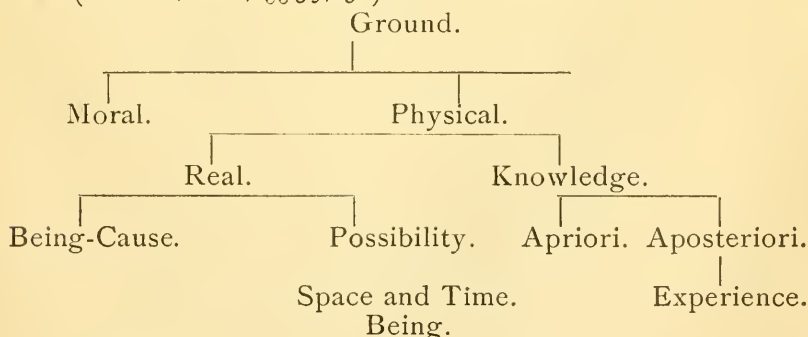 Ground.
Moral. Physical.
Real. Knowledge.
Being-Cause. Possibility. Apriori. Aposteriori.
Space and Time. Experience.
Being.